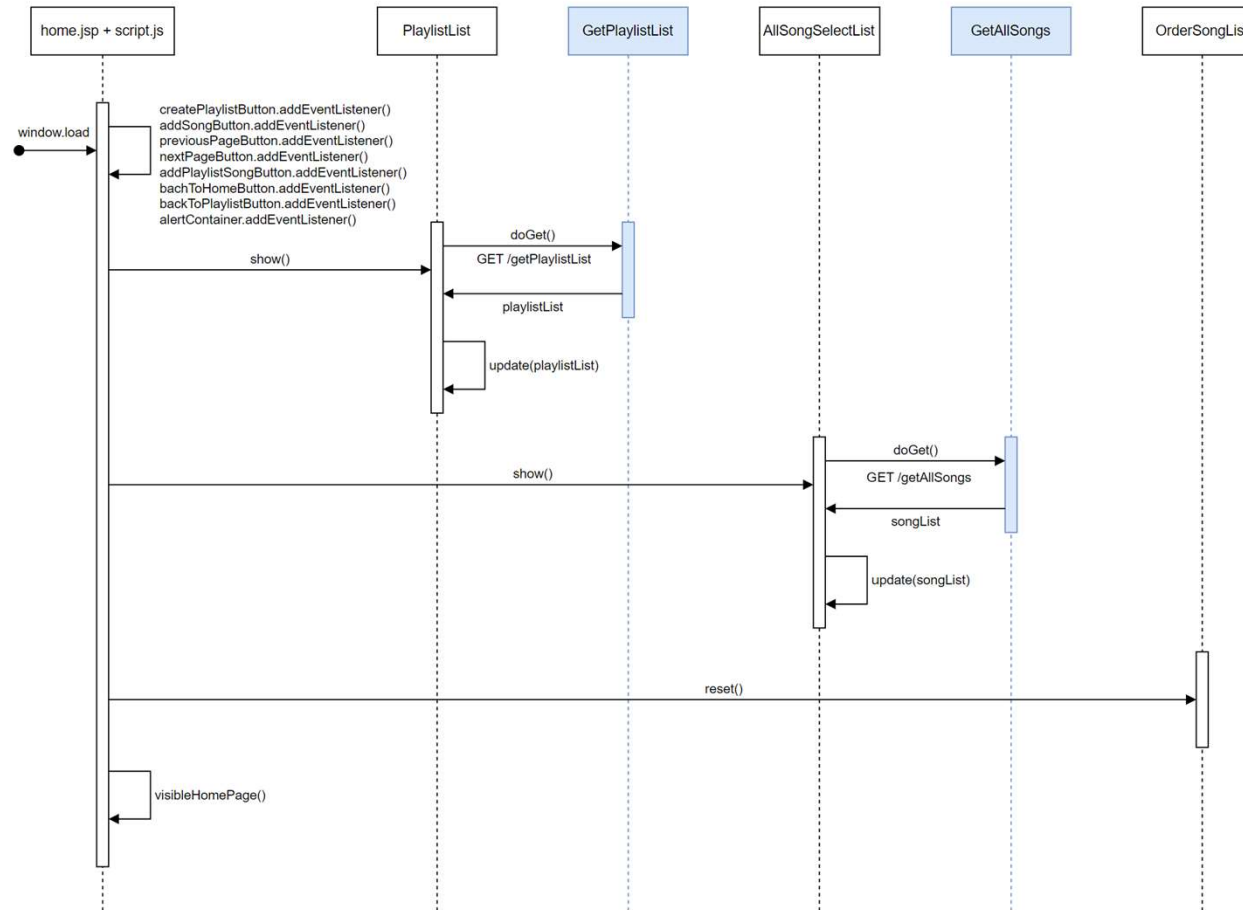 home.jsp + script.js
PlaylistList
GetPlaylistList
AllSongSelectList
GetAllSongs
OrderSongList
window.load
createPlaylistButton.addEventListener()
addSongButton.addEventListener()
previousPageButton.addEventListener()
nextPageButton.addEventListener()
addPlaylistSongButton.addEventListener()
bachToHomeButton.addEventListener()
backToPlaylistButton.addEventListener()
alertContainer.addEventListener()
doGet()
show()
GET /getPlaylistList
playlistList
update(playlistList)
doGet()
show()
GET /getAllSongs
songList
update(songList)
reset()
visibleHomePage()